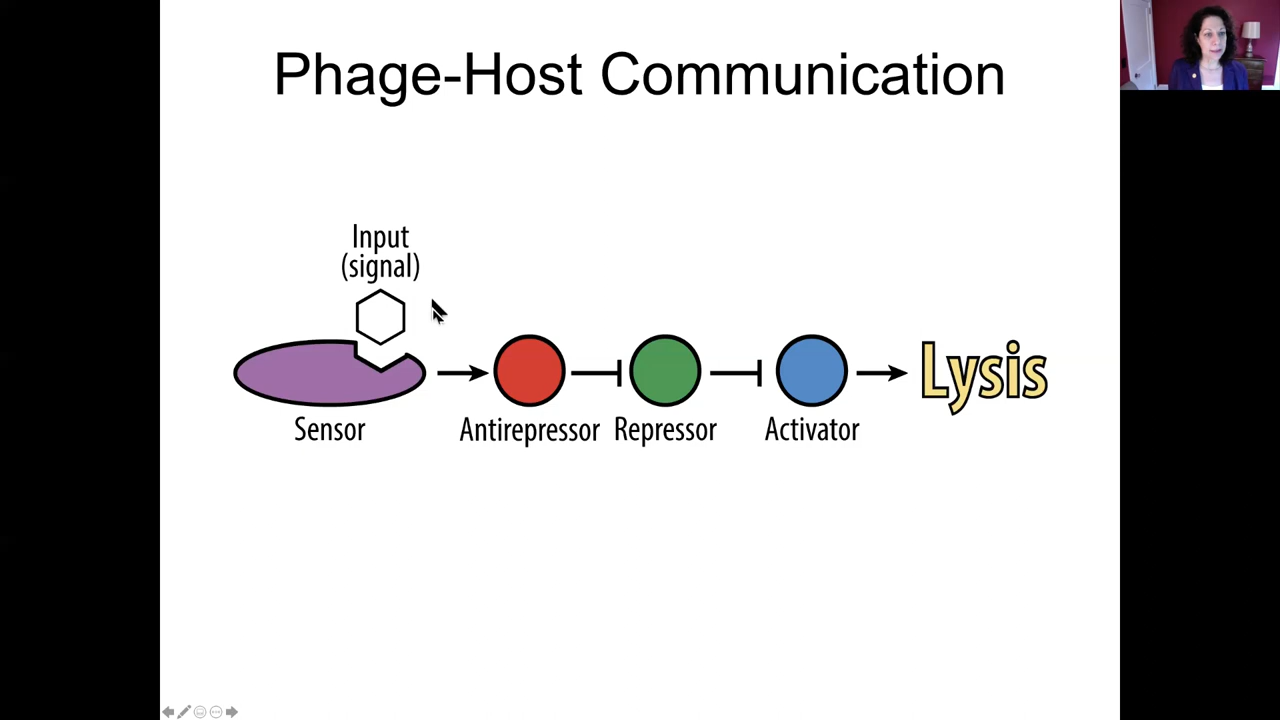 Phage-Host Communication
Input
(signal)
Lysis
Sensor
Antirepressor
Repressor
Activator